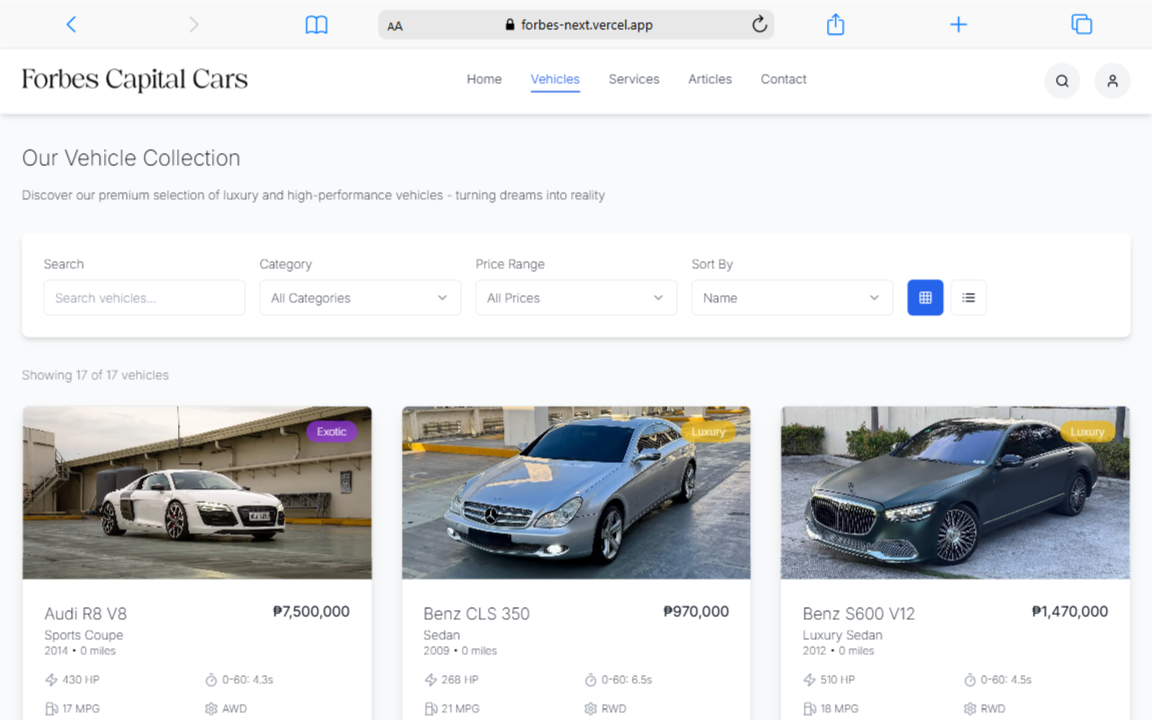 AA forbes-next.vercel.app
Forbes Capital Cars
Home Vehicles Services Articles Contact
Our Vehicle Collection
Discover our premium selection of luxury and high-performance vehicles - turning dreams into reality
Search Category Price Range Sort By
Search vehicles... All Categories All Prices Name
Showing 17 of 17 vehicles
Exotic Luxury Luxury
Audi R8 V8 ₱7,500,000
Sports Coupe
2014 • 0 miles
430 HP 0-60: 4.3s
17 MPG AWD
Benz CLS 350 ₱970,000
Sedan
2009 • 0 miles
268 HP 0-60: 6.5s
21 MPG RWD
Benz S600 V12 ₱1,470,000
Luxury Sedan
2012 • 0 miles
510 HP 0-60: 4.5s
18 MPG RWD